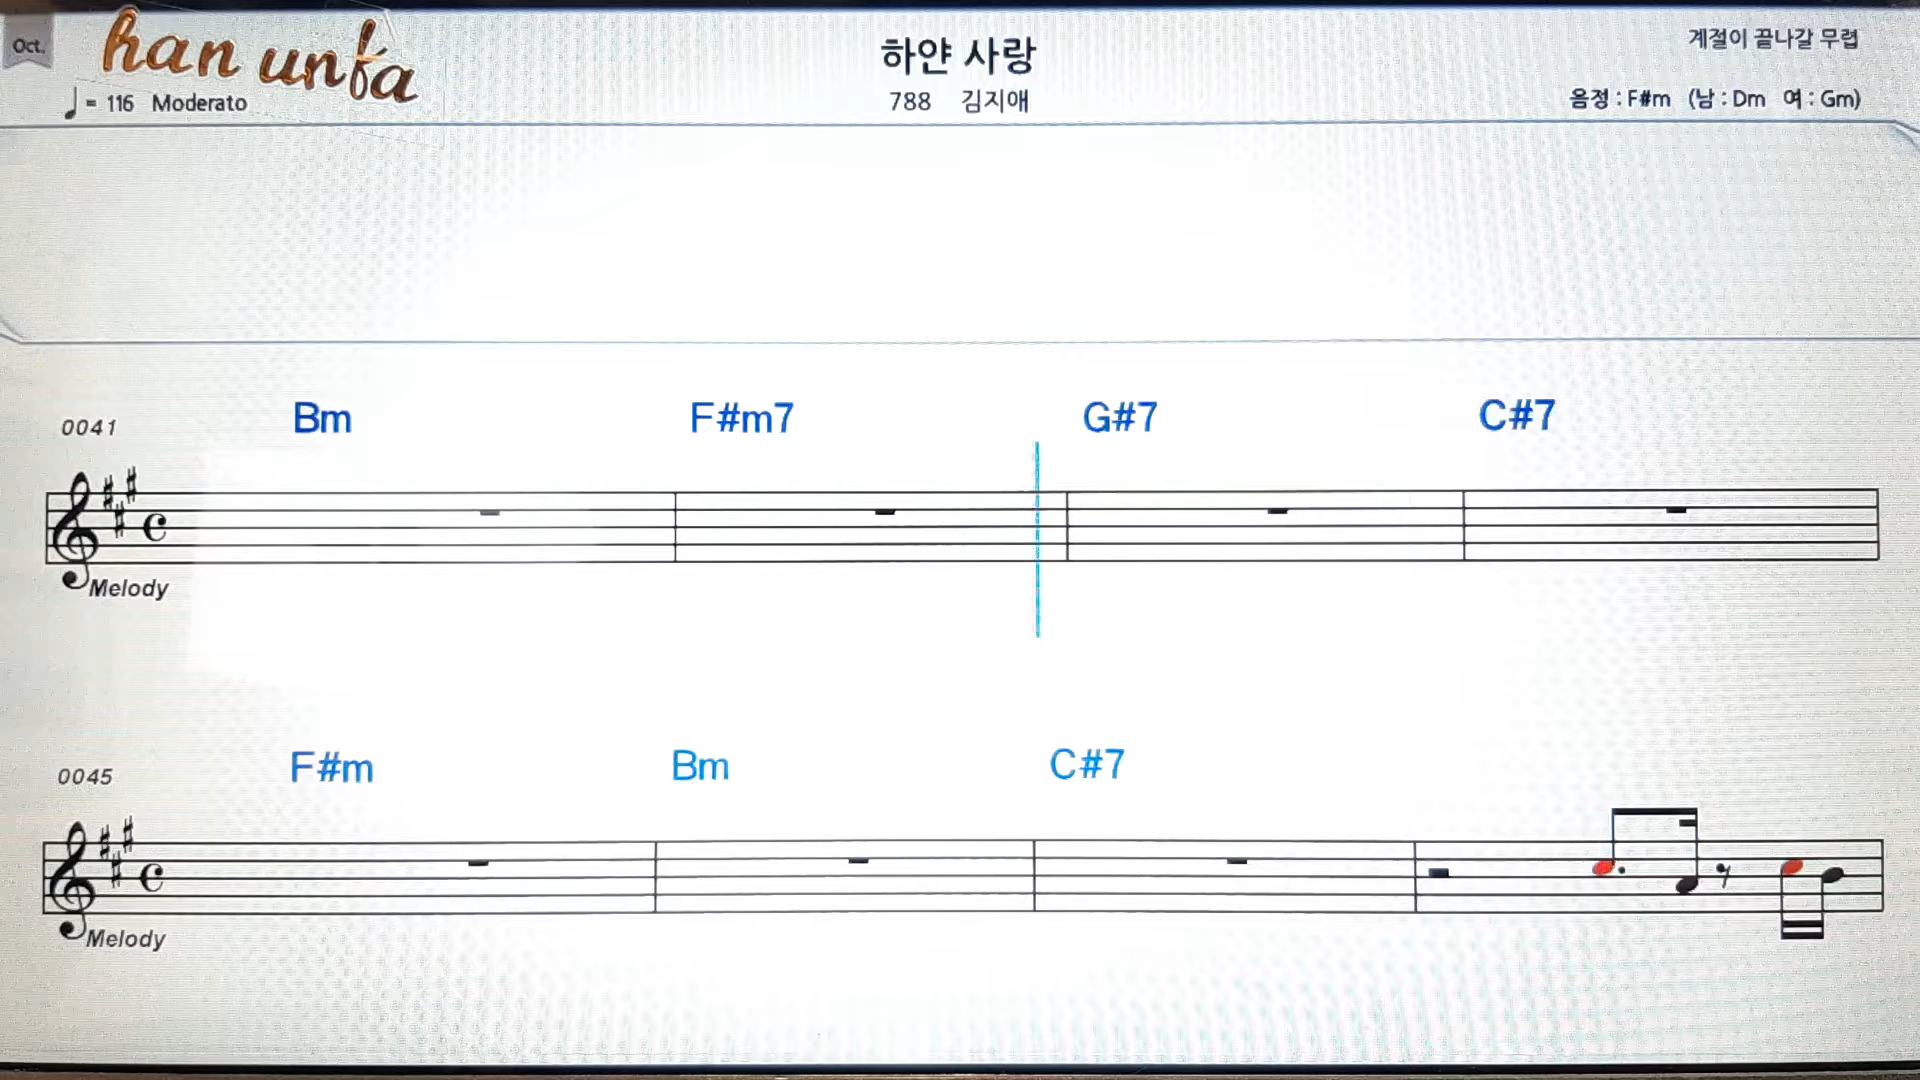 Oct.
han unfa
하얀 사랑
계절이 끝나갈 무렵
= 116 Moderato
788 김지애
음정 : F#m (남 : Dm 여 : Gm)
0041 Bm F#m7 G#7 C#7
Melody
0045 F#m Bm C#7
Melody